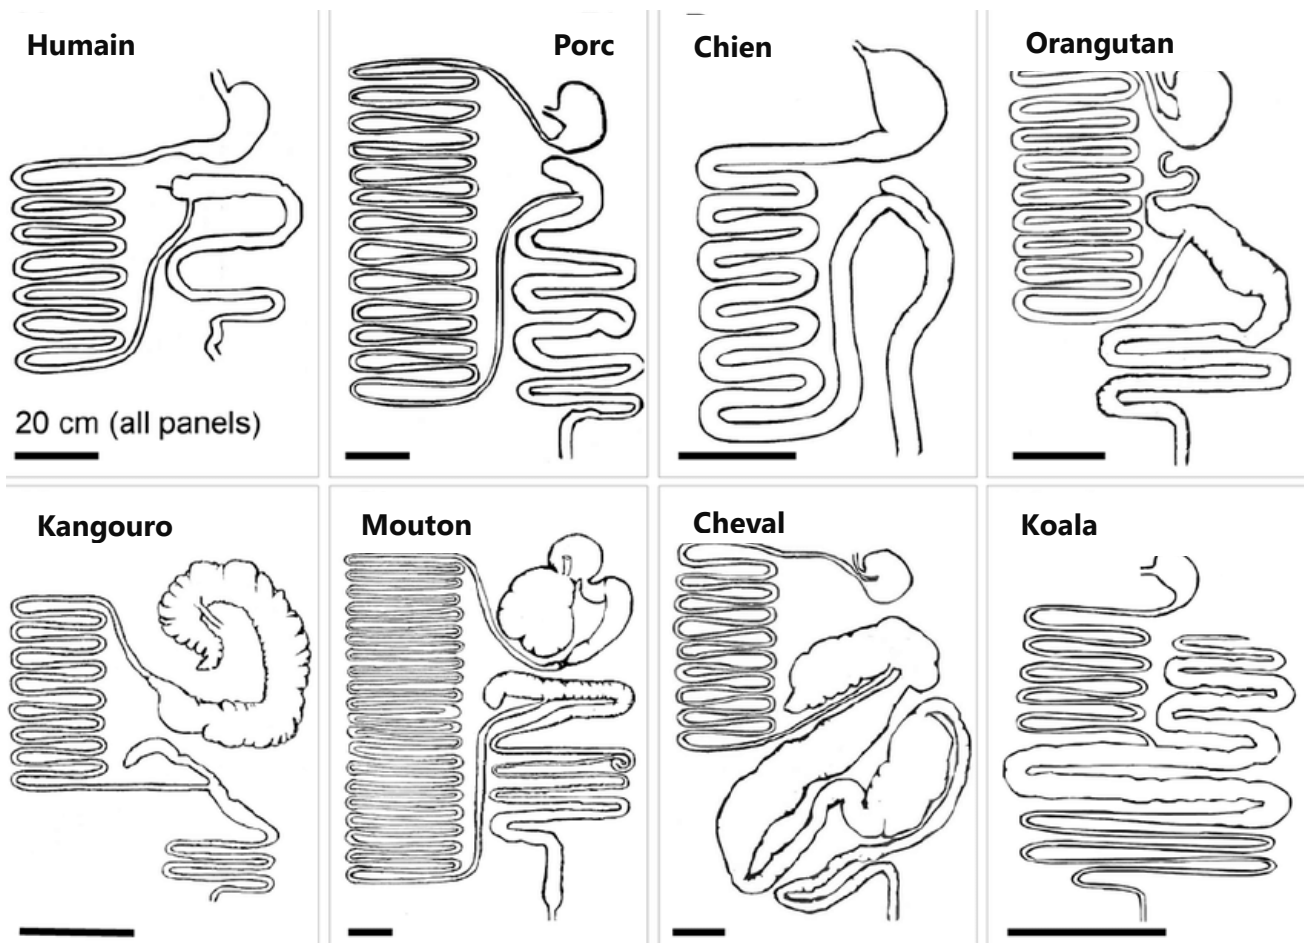 Humain
Porc
Chien
Orangutan
20 cm (all panels)
Kangouro
Mouton
Cheval
Koala